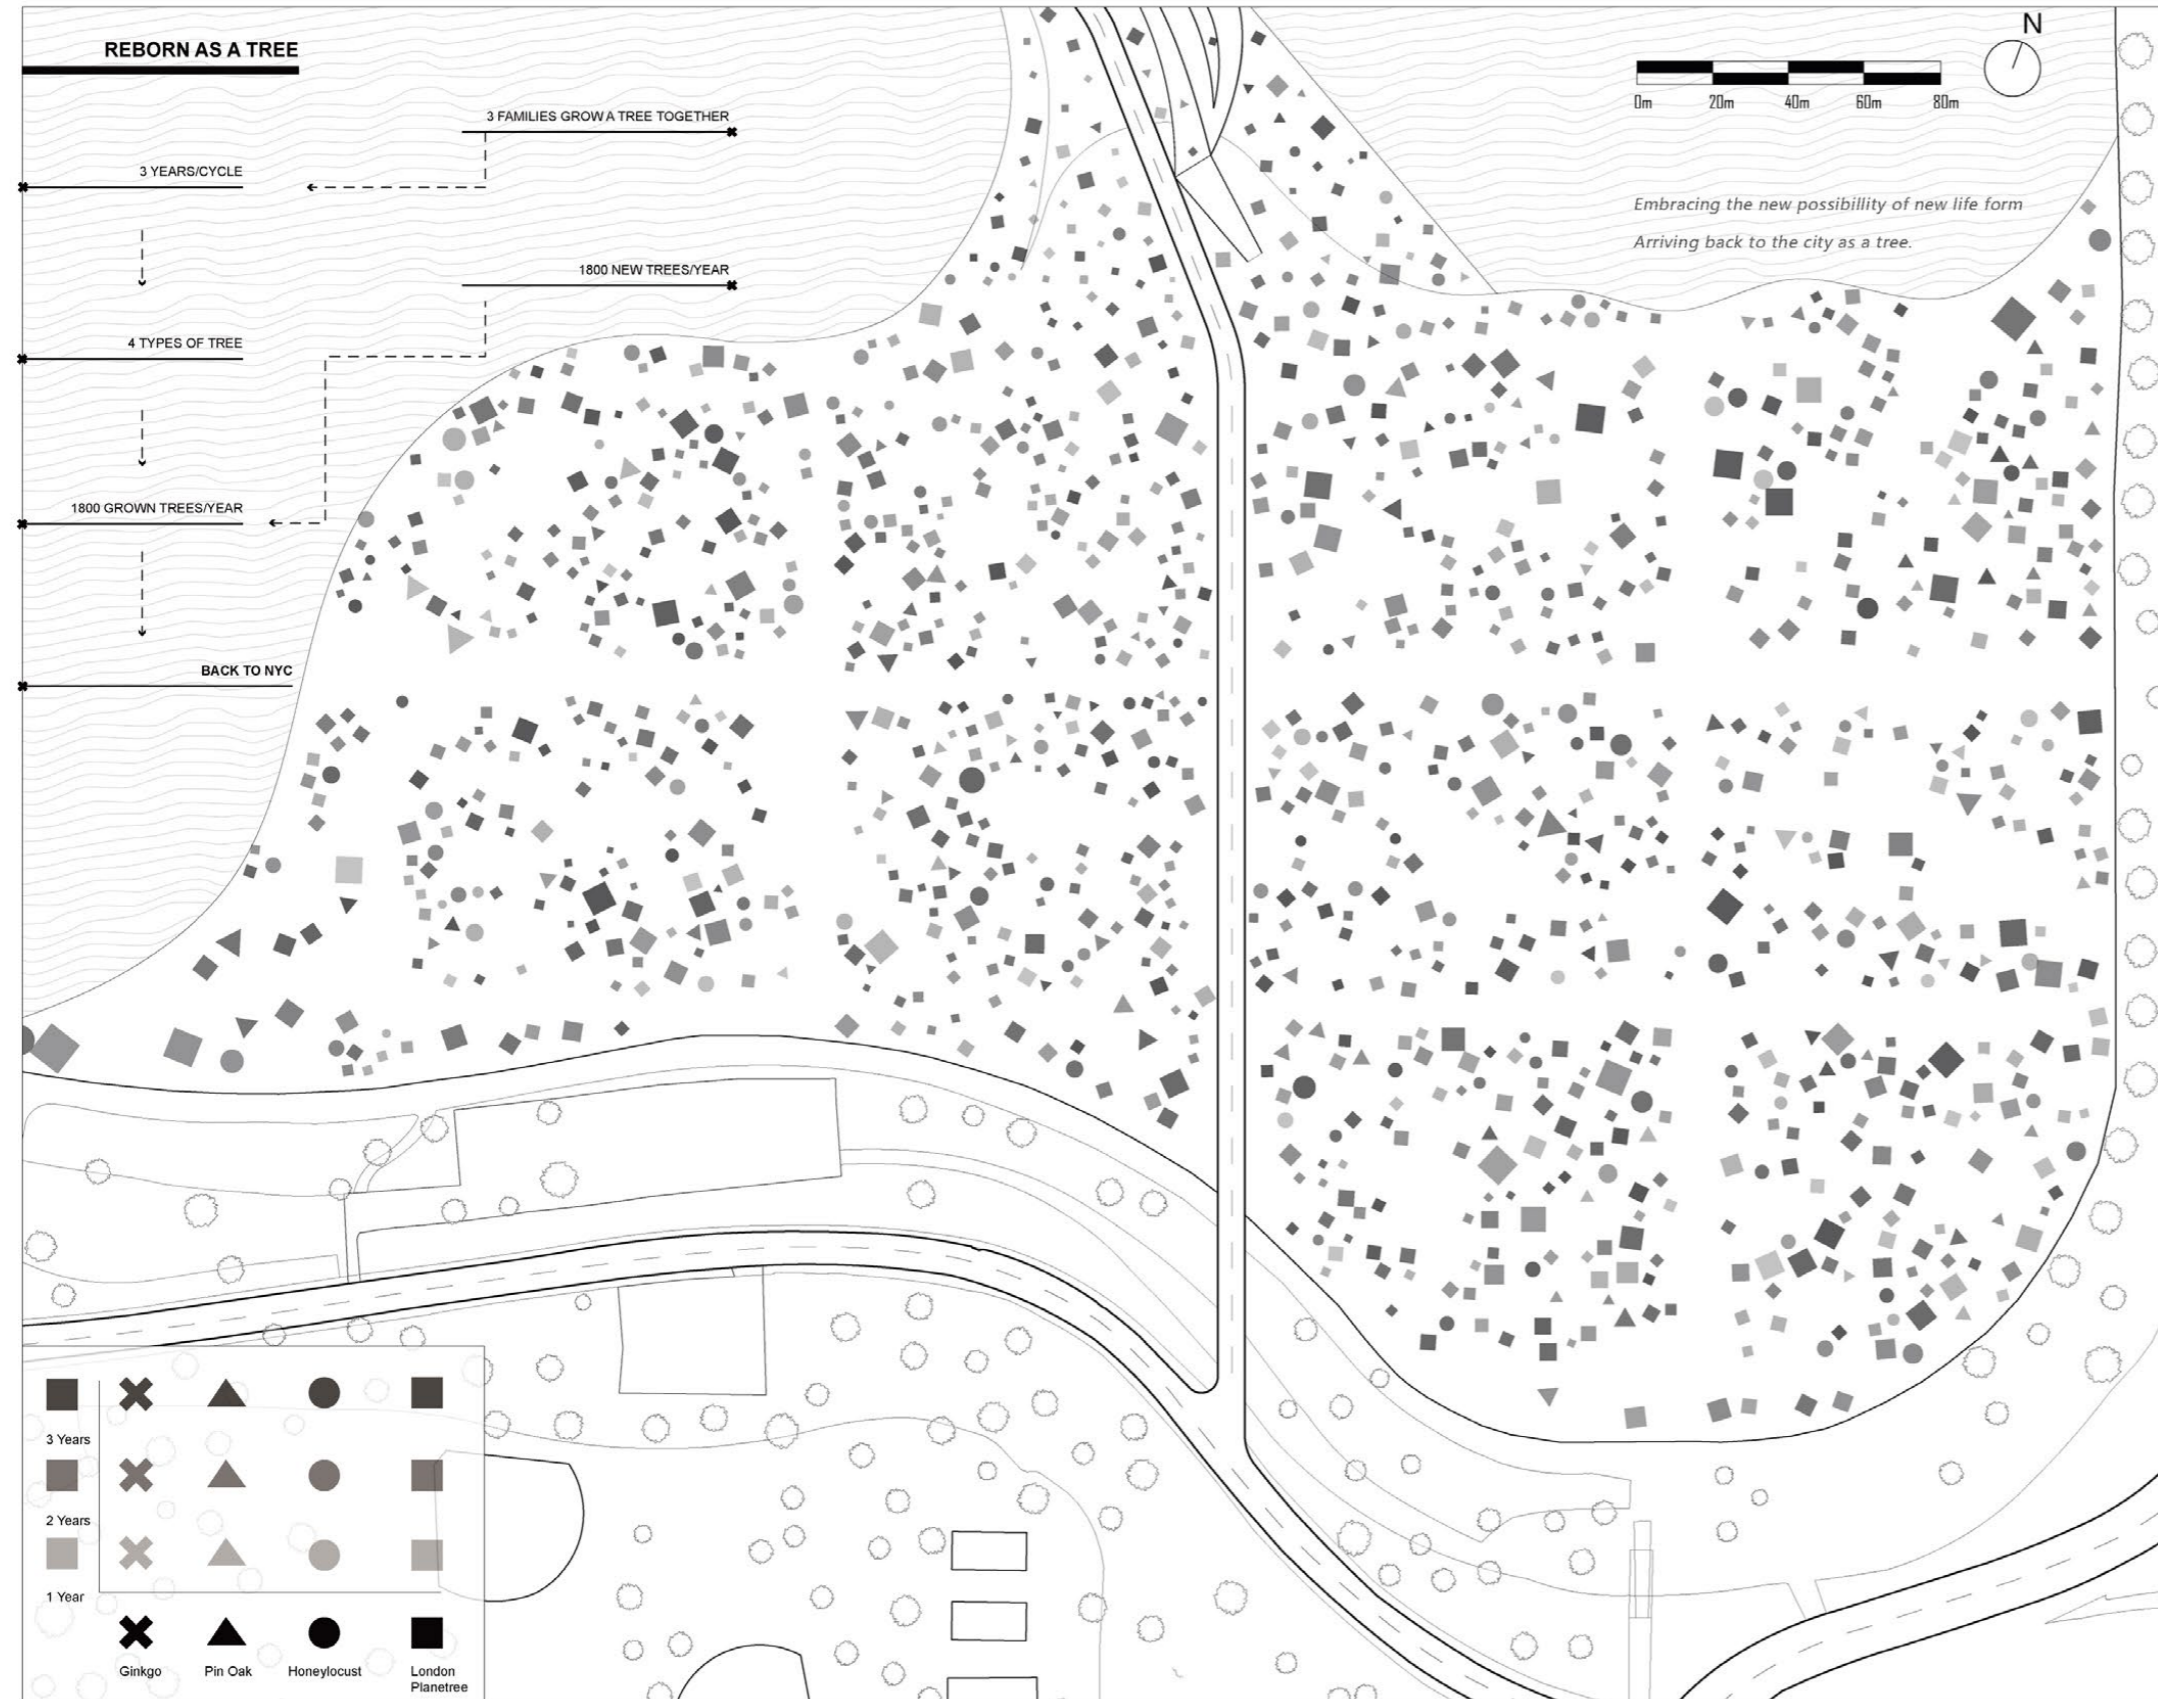 REBORN AS A TREE
3 FAMILIES GROW A TREE TOGETHER
3 YEARS/CYCLE
1800 NEW TREES/YEAR
4 TYPES OF TREE
1800 GROWN TREES/YEAR
BACK TO NYC
N
0m 20m 40m 60m 80m
Embracing the new possibillity of new life form
Arriving back to the city as a tree.
3 Years
2 Years
1 Year
Ginkgo Pin Oak Honeylocust London
Planetree